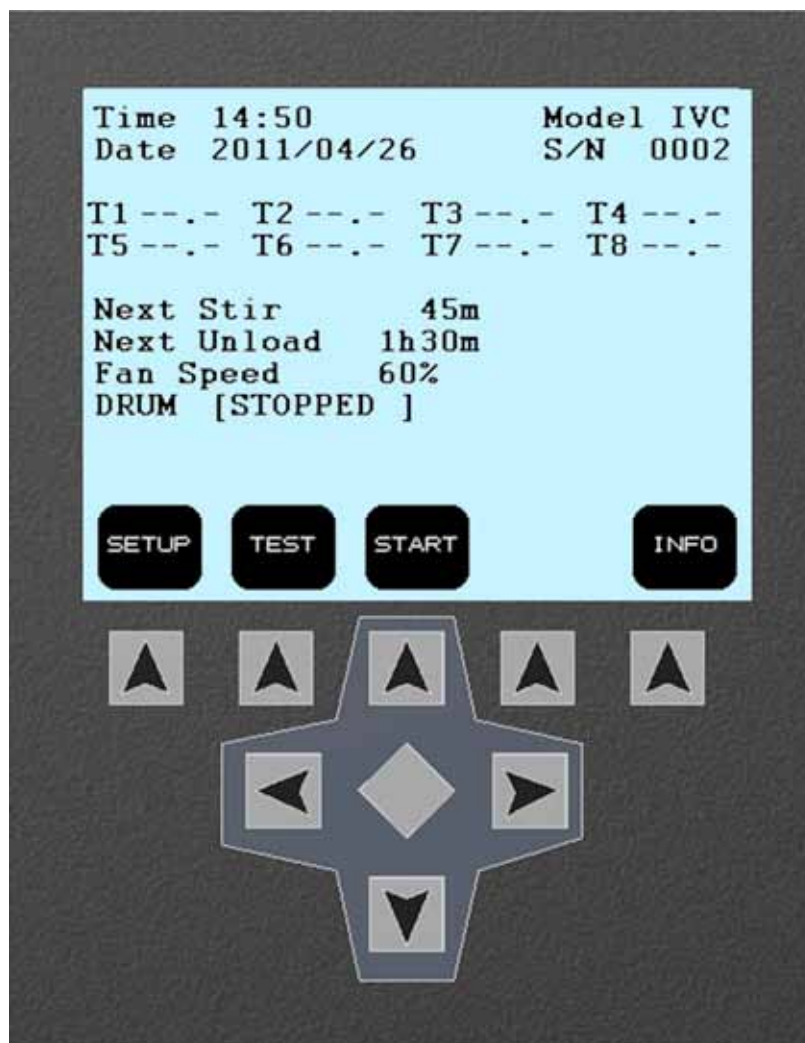 Time 14:50 Model IVC
Date 2011/04/26 S/N 0002
T1 --.- T2 --.- T3 --.- T4 --.-
T5 --.- T6 --.- T7 --.- T8 --.-
Next Stir 45m
Next Unload 1h30m
Fan Speed 60%
DRUM [STOPPED ]
SETUP TEST START INFO